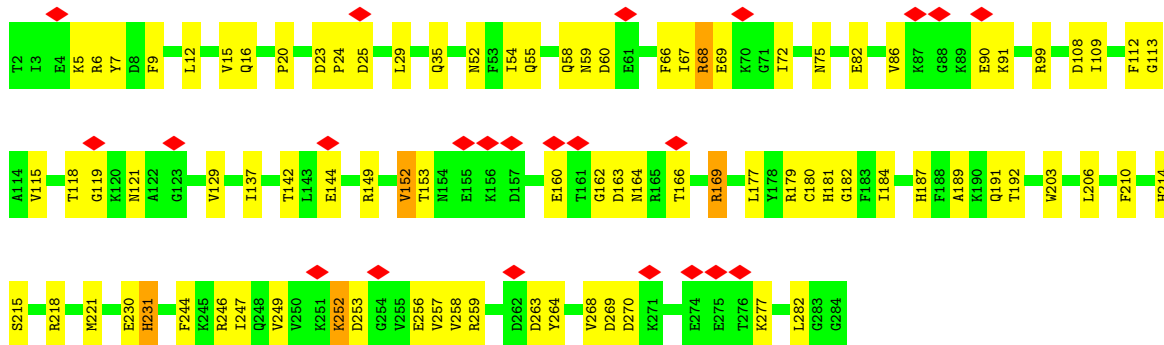 T2 I3 E4 K5 R6 Y7 D8 F9 L12 V15 Q16 P20 D23 P24 D25 L29 Q35 N52 F53 I54 Q55 Q58 N59 D60 E61 F66 I67 R68 E69 K70 G71 I72 N75 E82 V86 K87 G88 K89 E90 K91 R99 D108 I109 F112 G113
A114 V115 T118 G119 K120 N121 A122 G123 V129 I137 T142 L143 E144 R149 V152 T153 N154 E155 K156 D157 E160 T161 G162 D163 N164 R165 T166 R169 L177 Y178 R179 C180 H181 G182 F183 I184 H187 F188 A189 K190 Q191 T192 W203 L206 F210 H214
S215 R218 M221 E230 H231 F244 K245 R246 I247 Q248 V249 V250 K251 K252 D253 G254 V255 E256 V257 V258 R259 D262 D263 Y264 V268 D269 D270 K271 E274 E275 T276 K277 L282 G283 G284